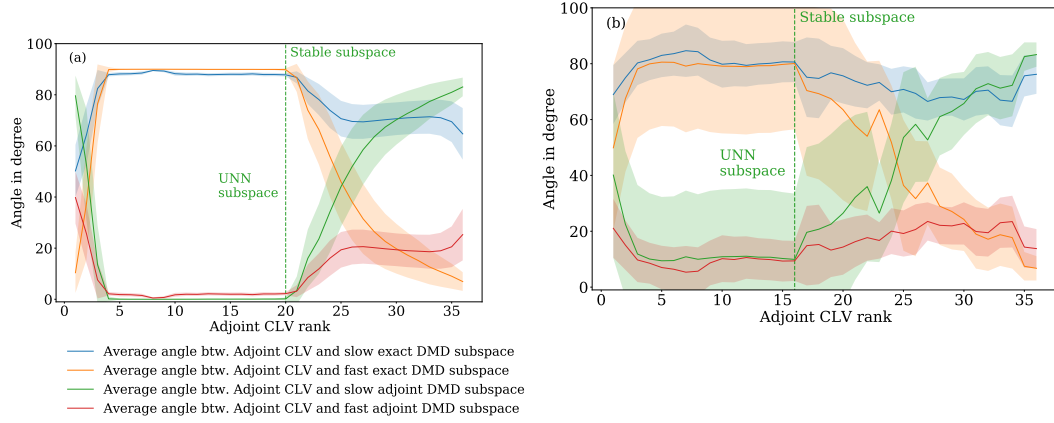 (a)
Stable subspace
UNN
subspace
Angle in degree
100
80
60
40
20
0
0 5 10 15 20 25 30 35
Adjoint CLV rank
(b)
Stable subspace
UNN
subspace
Angle in degree
100
80
60
40
20
0
0 5 10 15 20 25 30 35
Adjoint CLV rank
Average angle btw. Adjoint CLV and slow exact DMD subspace
Average angle btw. Adjoint CLV and fast exact DMD subspace
Average angle btw. Adjoint CLV and slow adjoint DMD subspace
Average angle btw. Adjoint CLV and fast adjoint DMD subspace